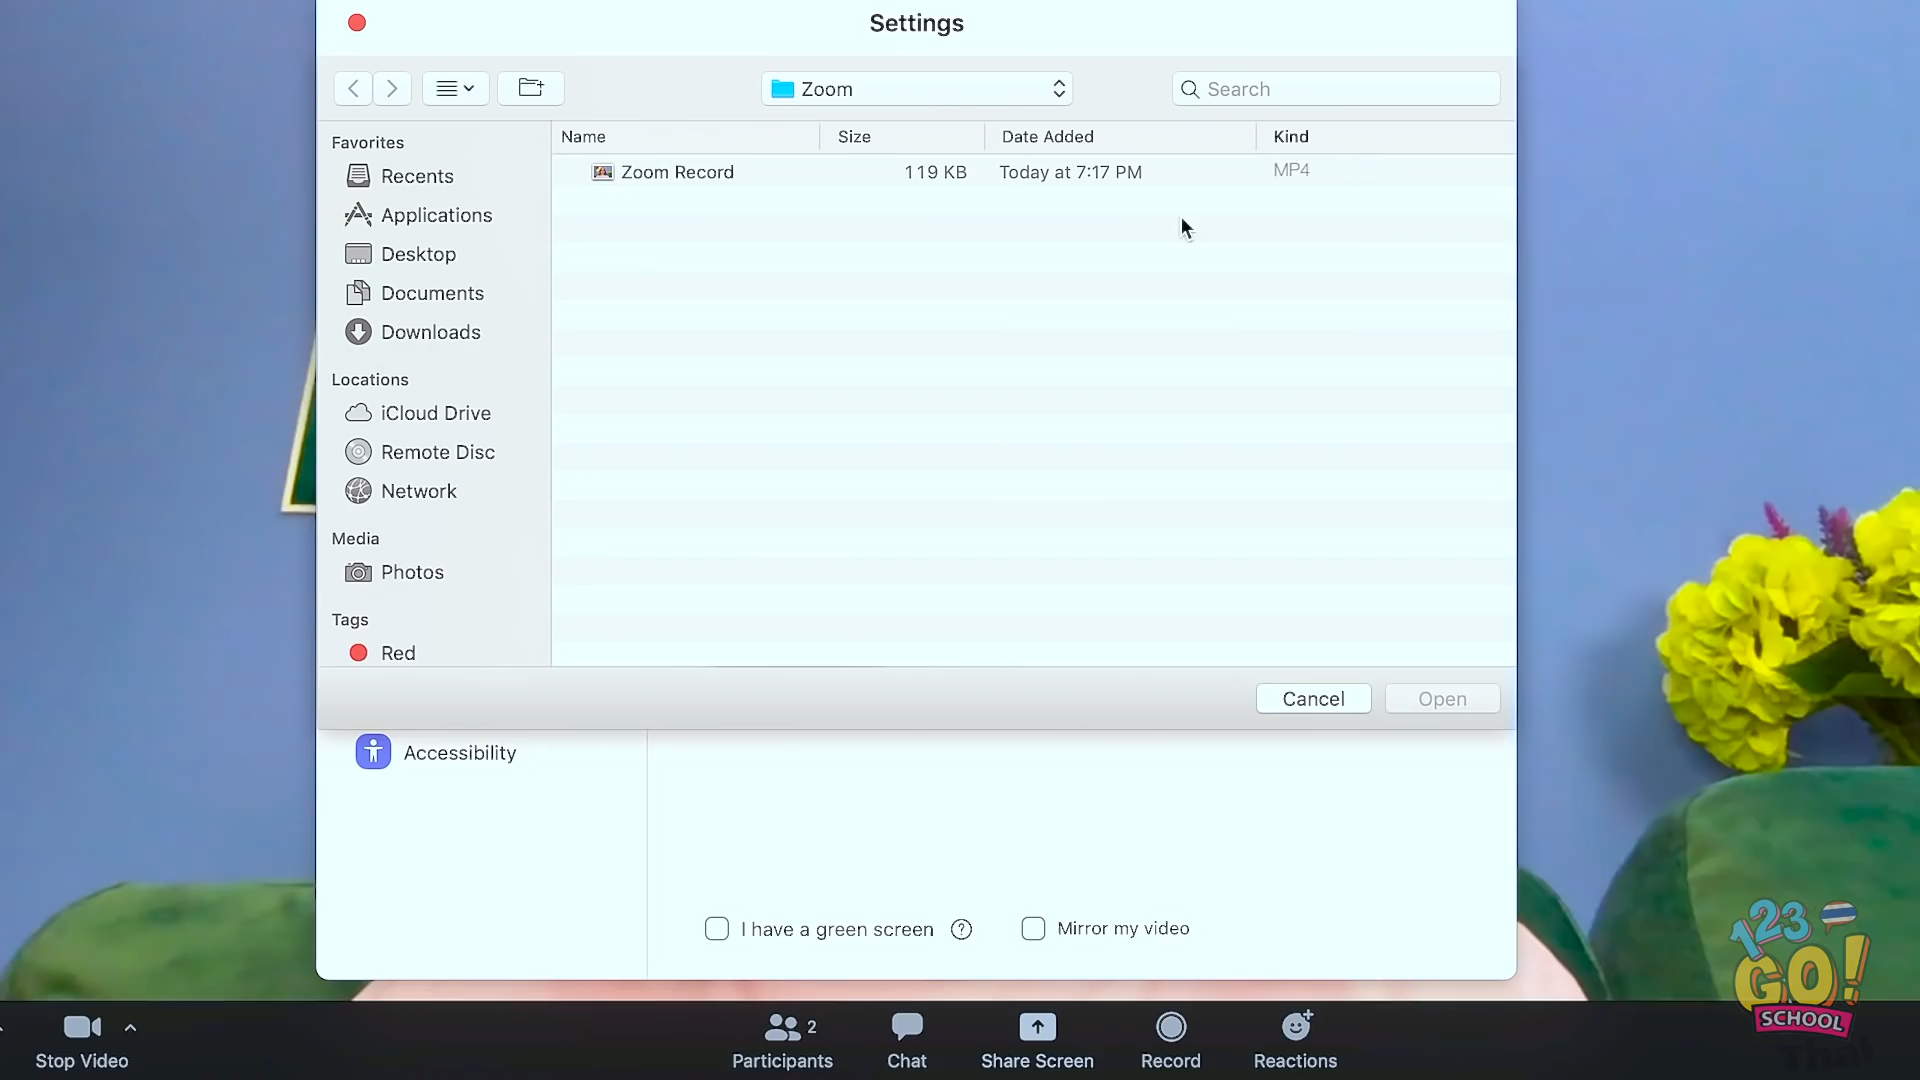 Settings
Zoom
Search
Name Size Date Added Kind
Zoom Record 119 KB Today at 7:17 PM MP4
Favorites
Recents
Applications
Desktop
Documents
Downloads
Locations
iCloud Drive
Remote Disc
Network
Media
Photos
Tags
Red
Cancel Open
Accessibility
I have a green screen ? Mirror my video
123
GO!
SCHOOL
Thai
2
Stop Video Participants Chat Share Screen Record Reactions